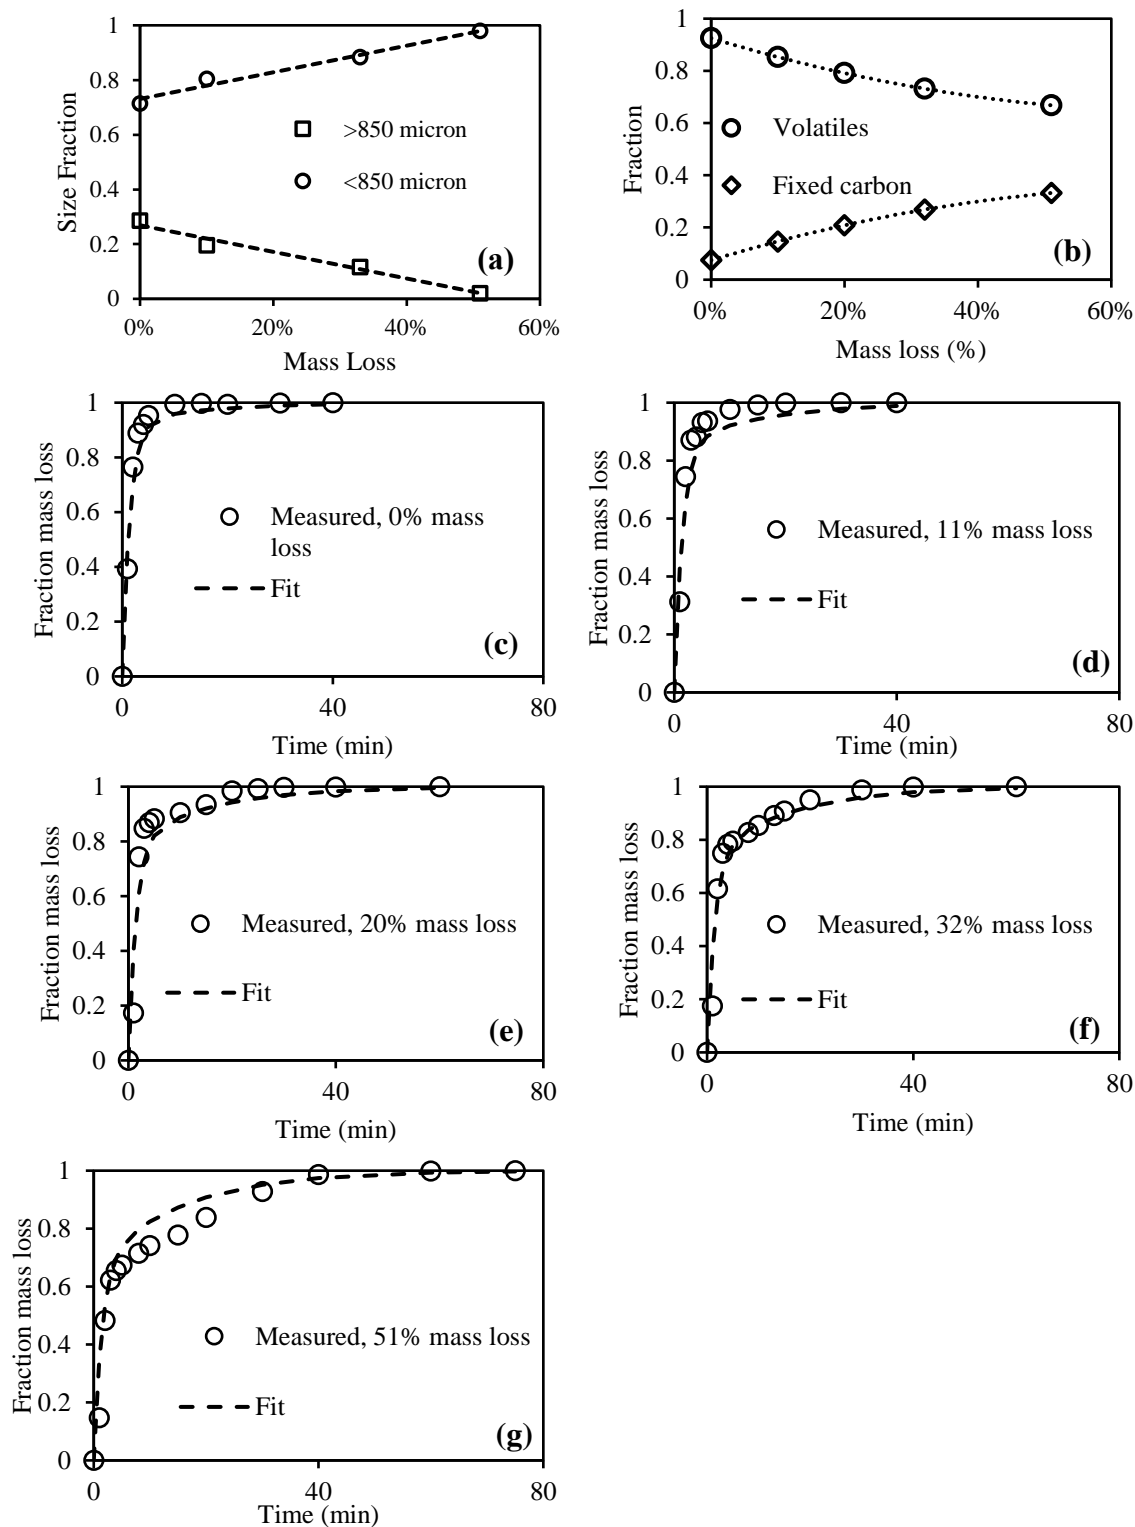 1
0.8
0.6
0.4
0.2
0
Size Fraction
>850 micron
<850 micron
(a)
0%
20%
40%
60%
Mass Loss
1
0.8
0.6
0.4
0.2
0
Fraction
Volatiles
Fixed carbon
(b)
0%
20%
40%
60%
Mass loss (%)
1
0.8
0.6
0.4
0.2
0
Fraction mass loss
Measured, 0% mass
loss
Fit
(c)
0
40
80
Time (min)
1
0.8
0.6
0.4
0.2
0
Fraction mass loss
Measured, 11% mass loss
Fit
(d)
0
40
80
Time (min)
1
0.8
0.6
0.4
0.2
0
Fraction mass loss
Measured, 20% mass loss
Fit
(e)
0
40
80
Time (min)
1
0.8
0.6
0.4
0.2
0
Fraction mass loss
Measured, 32% mass loss
Fit
(f)
0
40
80
Time (min)
1
0.8
0.6
0.4
0.2
0
Fraction mass loss
Measured, 51% mass loss
Fit
(g)
0
40
80
Time (min)